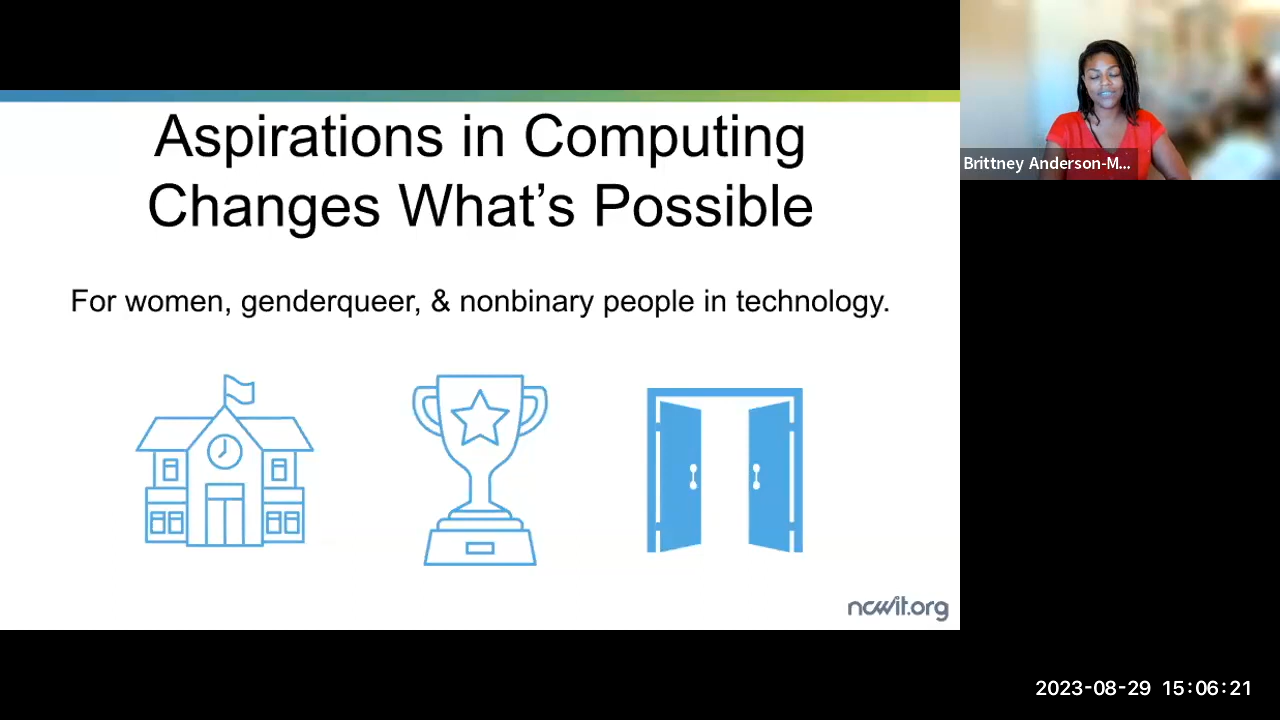 Aspirations in Computing
Changes What's Possible
For women, genderqueer, & nonbinary people in technology.
ncwit.org
Brittney Anderson-M...
2023-08-29 15:06:21